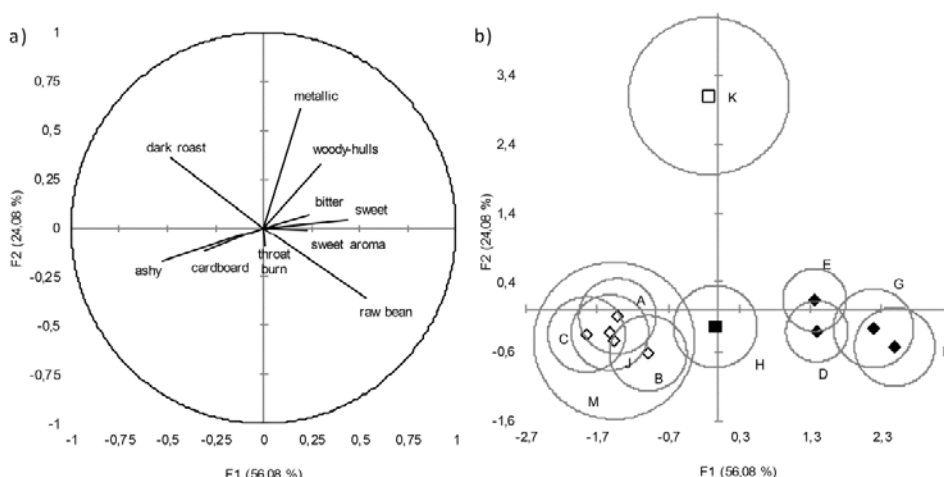 a)
1
0,75
0,5
0,25
0
-0,25
-0,5
-0,75
-1
F2 (24,08 %)
metallic
dark roast
woody-hulls
bitter
sweet
sweet aroma
throat
burn
cardboard
ashy
raw bean
-1 -0,75 -0,5 -0,25 0 0,25 0,5 0,75 1
F1 (56,08 %)
b)
3,4
2,4
1,4
0,4
-0,6
-1,6
F2 (24,08 %)
K
E
G
A
C
J
B
M
H
D
-2,7 -1,7 -0,7 0,3 1,3 2,3
F1 (56,08 %)